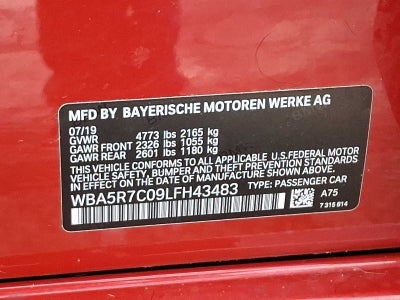 MFD BY BAYERISCHE MOTOREN WERKE AG
07/19
GVWR 4773 lbs 2165 kg
GAWR FRONT 2326 lbs 1055 kg
GAWR REAR 2601 lbs 1180 kg
THIS VEHICLE CONFORMS TO ALL APPLICABLE U.S.FEDERAL MOTOR
VEHICLE SAFETY, BUMPER AND THEFT PREVENTION STANDARDS IN
EFFECT ON THE DATE OF MANUFACTURE SHOWN ABOVE.
WBA5R7C09LFH43483 TYPE: PASSENGER CAR
A75
7 315 614